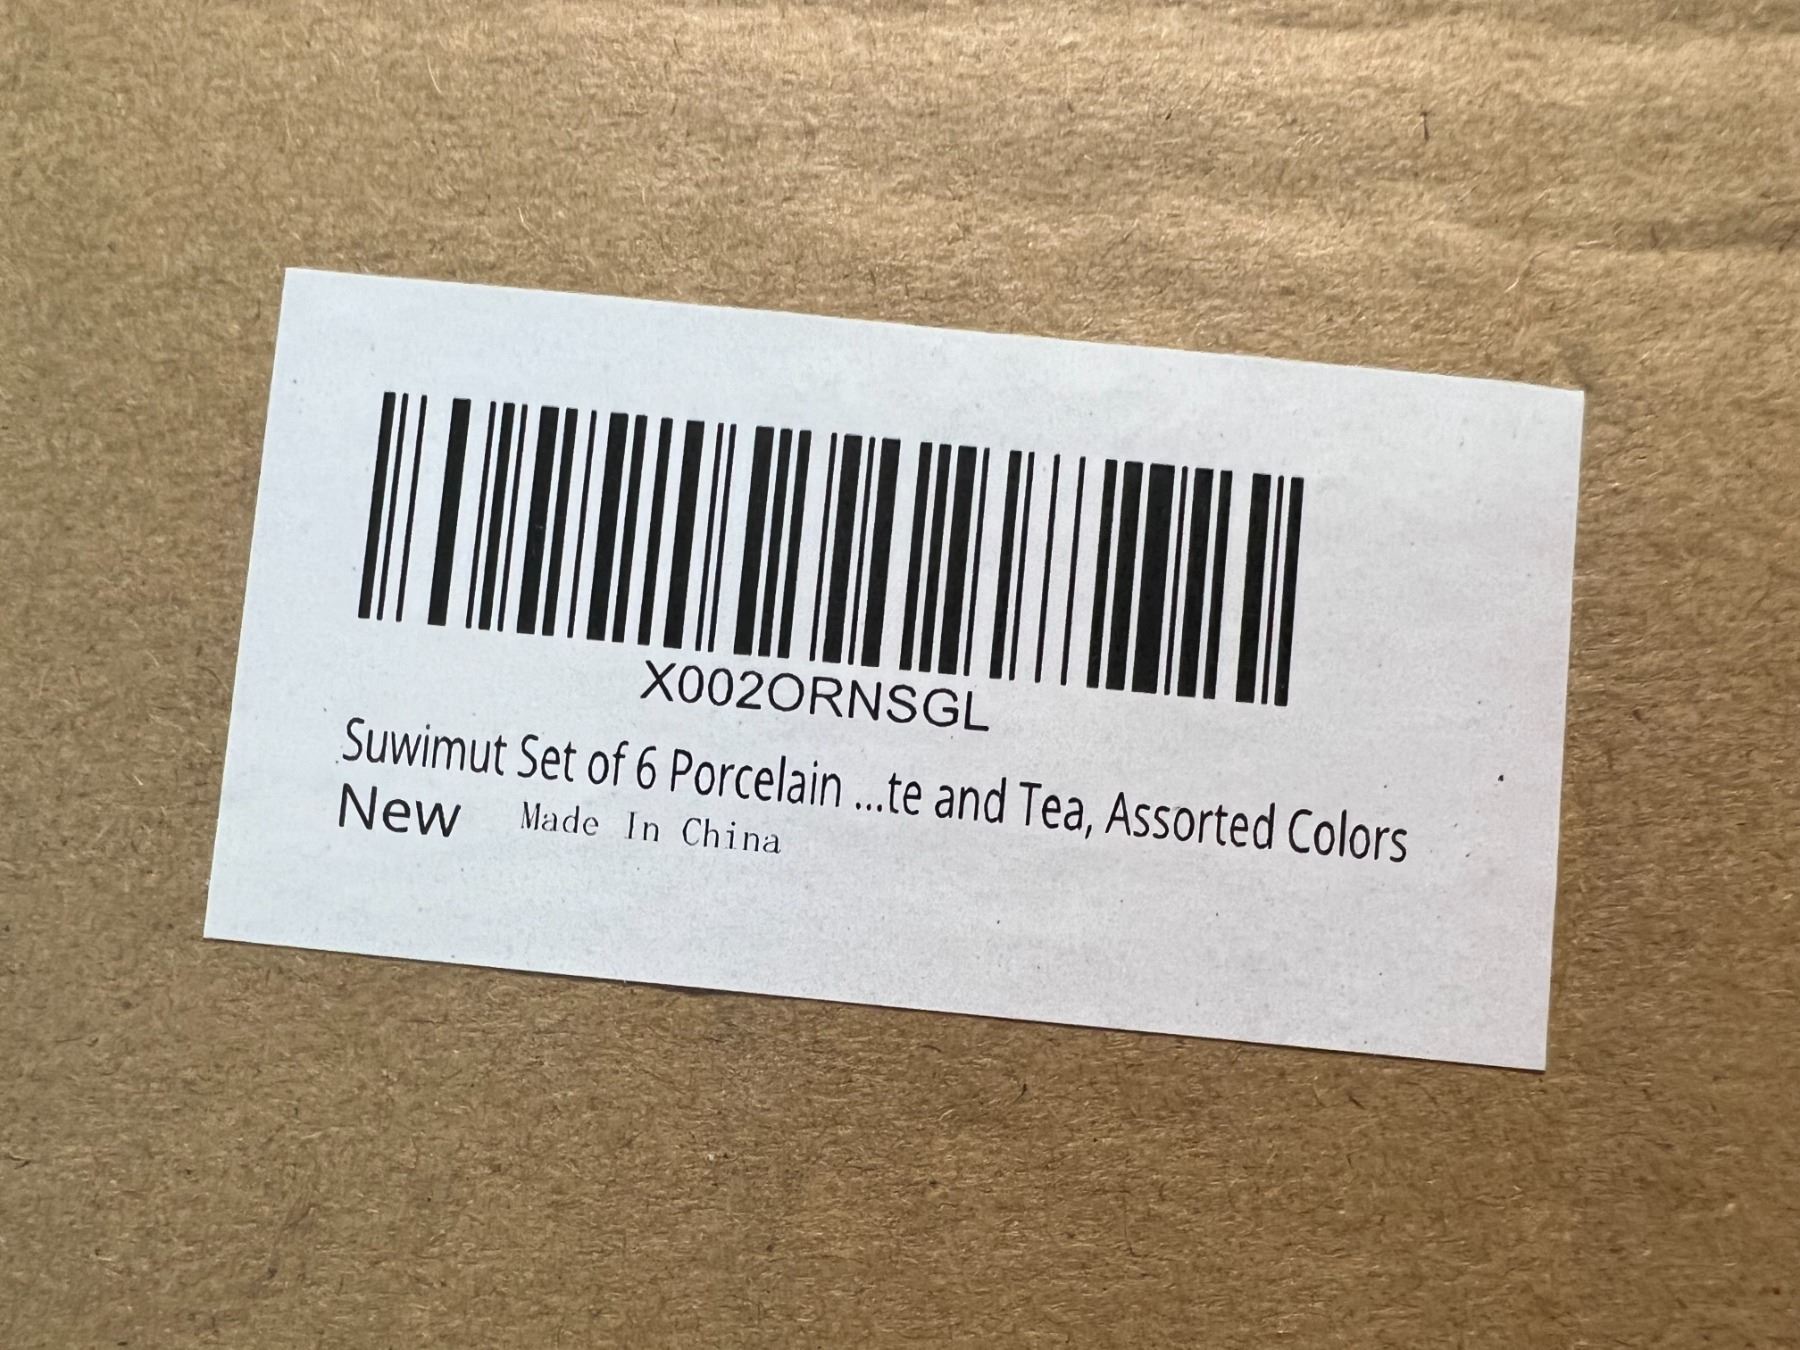 X002ORNSGL
Suwimut Set of 6 Porcelain ...te and Tea, Assorted Colors
New Made In China